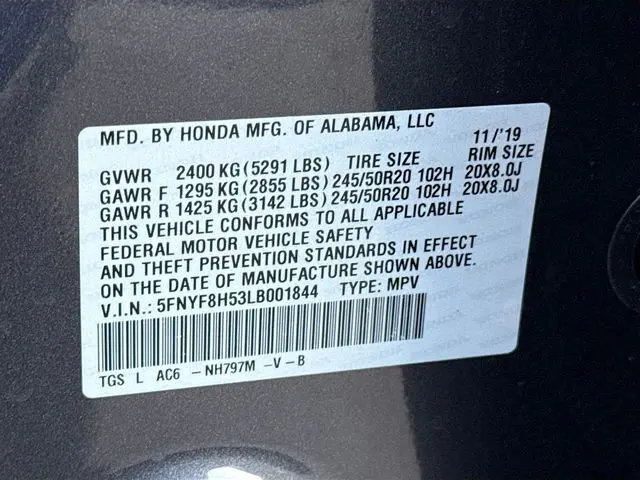 MFD. BY HONDA MFG. OF ALABAMA, LLC 11/'19
GVWR 2400 KG (5291 LBS) TIRE SIZE RIM SIZE
GAWR F 1295 KG (2855 LBS) 245/50R20 102H 20X8.0J
GAWR R 1425 KG (3142 LBS) 245/50R20 102H 20X8.0J
THIS VEHICLE CONFORMS TO ALL APPLICABLE
FEDERAL MOTOR VEHICLE SAFETY
AND THEFT PREVENTION STANDARDS IN EFFECT
ON THE DATE OF MANUFACTURE SHOWN ABOVE.
V.I.N.: 5FNYF8H53LB001844 TYPE: MPV
TGS L AC6 -NH797M -V-B